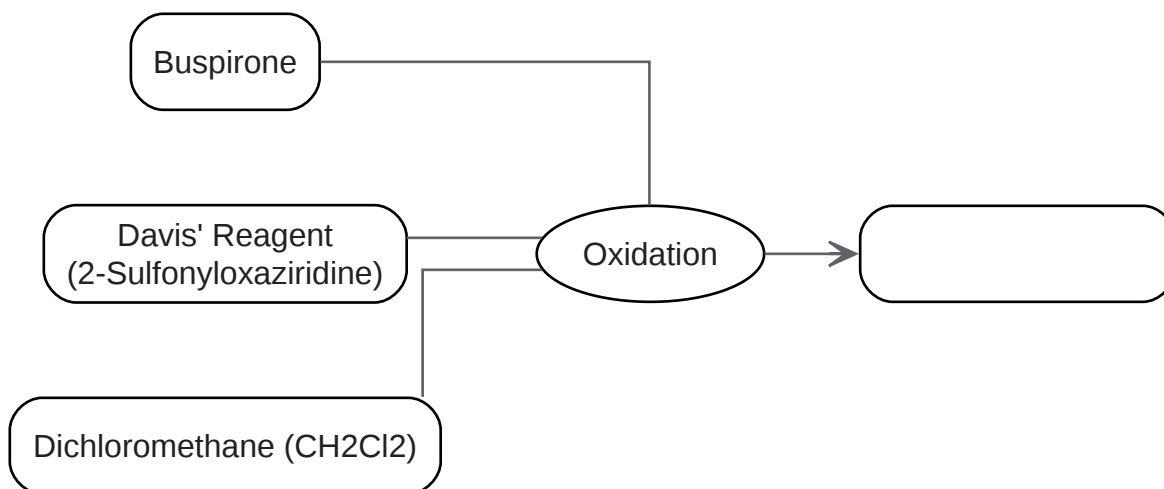 Buspirone
Davis' Reagent
(2-Sulfonyloxaziridine)
Oxidation
Dichloromethane (CH2Cl2)